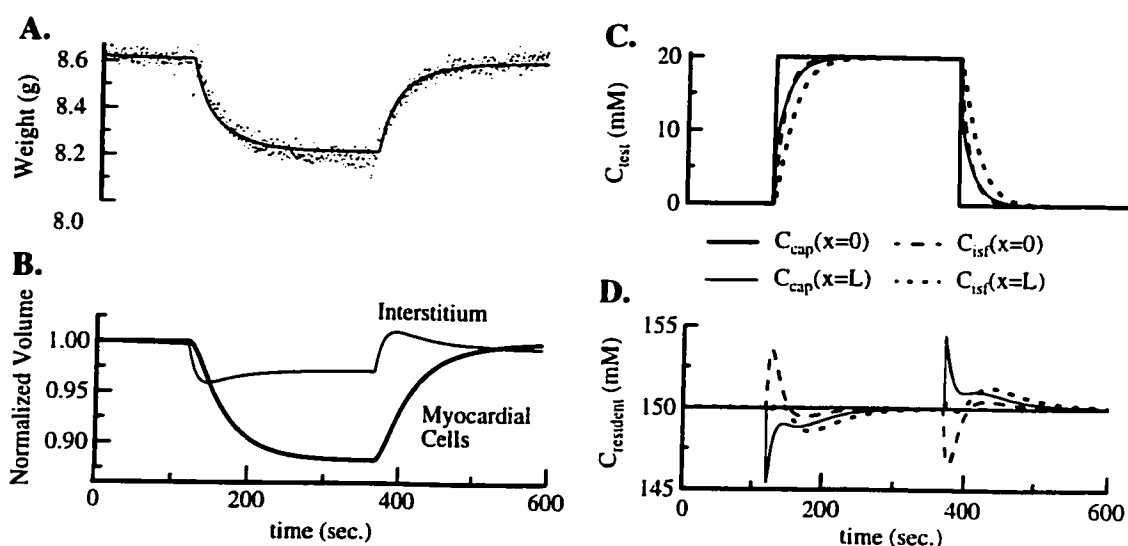 A.
8.6
8.4
8.2
8.0
Weight (g)
B.
1.00
0.95
0.90
Normalized Volume
Interstitium
Myocardial
Cells
0
200
400
600
time (sec.)
C.
20
10
0
C_test (mM)
C_cap(x=0)
C_isf(x=0)
C_cap(x=L)
C_isf(x=L)
D.
155
150
145
C_resident (mM)
0
200
400
600
time (sec.)